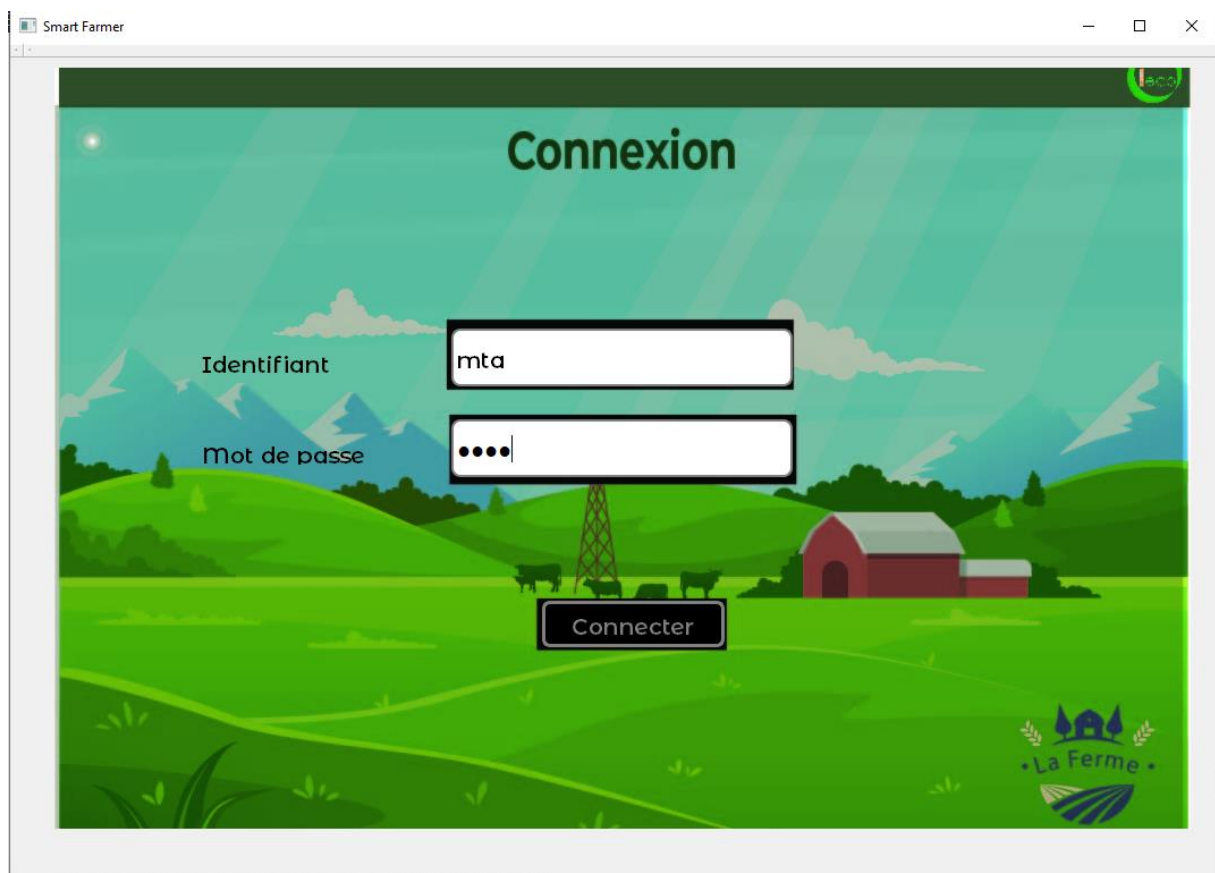 Smart Farmer
Connexion
Identifiant
mta
Mot de passe
••••
Connecter
• La Ferme •